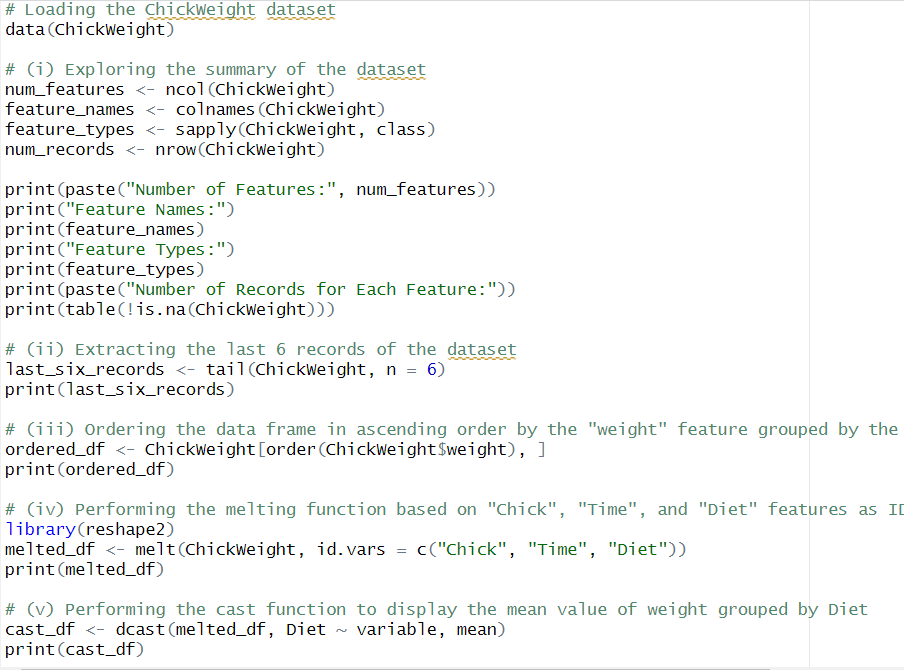 # Loading the ChickWeight dataset
data(ChickWeight)
# (i) Exploring the summary of the dataset
num_features <- ncol(ChickWeight)
feature_names <- colnames(ChickWeight)
feature_types <- sapply(ChickWeight, class)
num_records <- nrow(ChickWeight)
print(paste("Number of Features:", num_features))
print("Feature Names:")
print(feature_names)
print("Feature Types:")
print(feature_types)
print(paste("Number of Records for Each Feature:"))
print(table(!is.na(ChickWeight)))
# (ii) Extracting the last 6 records of the dataset
last_six_records <- tail(ChickWeight, n = 6)
print(last_six_records)
# (iii) Ordering the data frame in ascending order by the "weight" feature grouped by the
ordered_df <- ChickWeight[order(ChickWeight$weight), ]
print(ordered_df)
# (iv) Performing the melting function based on "Chick", "Time", and "Diet" features as ID
library(reshape2)
melted_df <- melt(ChickWeight, id.vars = c("Chick", "Time", "Diet"))
print(melted_df)
# (v) Performing the cast function to display the mean value of weight grouped by Diet
cast_df <- dcast(melted_df, Diet ~ variable, mean)
print(cast_df)